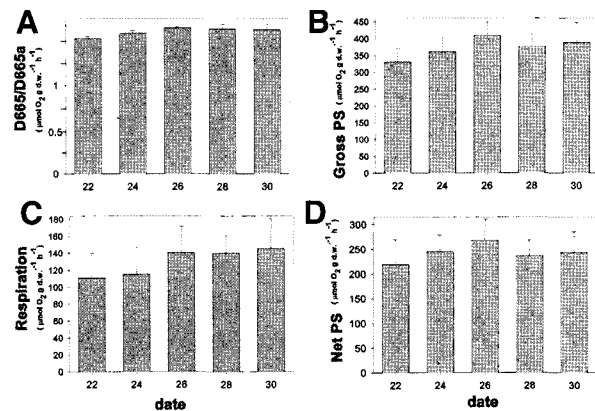 A
D665/D665a
( µmol O2 g d.w.-1 h-1)
1
0.5
0
22 24 26 28 30
B
Gross PS ( µmol O2 g d.w.-1 h-1)
450
400
350
300
250
200
150
100
50
0
22 24 26 28 30
C
Respiration
( µmol O2 g d.w.-1 h-1)
180
160
140
120
100
80
60
40
20
0
22 24 26 28 30
date
D
Net PS ( µmol O2 g d.w.-1 h-1)
300
250
200
150
100
50
0
22 24 26 28 30
date